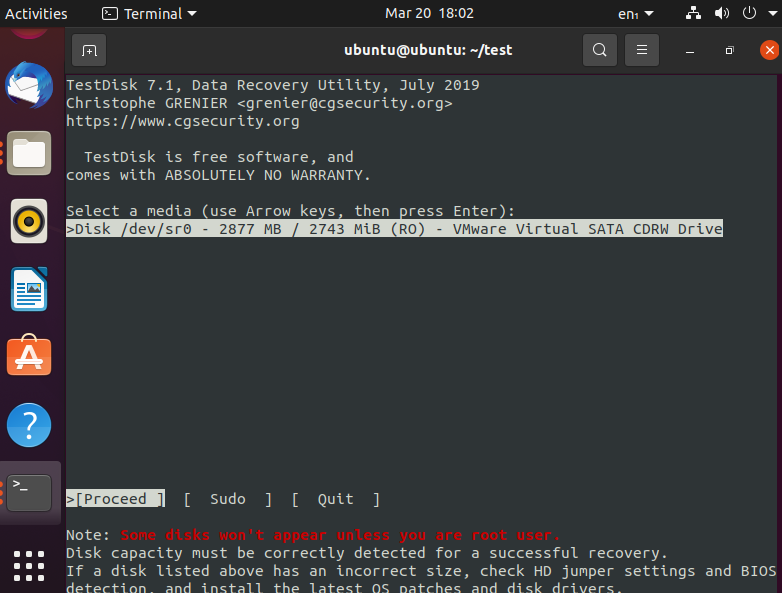 Activities
Terminal
Mar 20 18:02
en₁
ubuntu@ubuntu: ~/test
TestDisk 7.1, Data Recovery Utility, July 2019
Christophe GRENIER <grenier@cgsecurity.org>
https://www.cgsecurity.org
TestDisk is free software, and
comes with ABSOLUTELY NO WARRANTY.
Select a media (use Arrow keys, then press Enter):
>Disk /dev/sr0 - 2877 MB / 2743 MiB (RO) - VMware Virtual SATA CDRW Drive
>[Proceed ] [ Sudo ] [ Quit ]
Note: Some disks won't appear unless you are root user.
Disk capacity must be correctly detected for a successful recovery.
If a disk listed above has an incorrect size, check HD jumper settings and BIOS
detection, and install the latest OS patches and disk drivers.